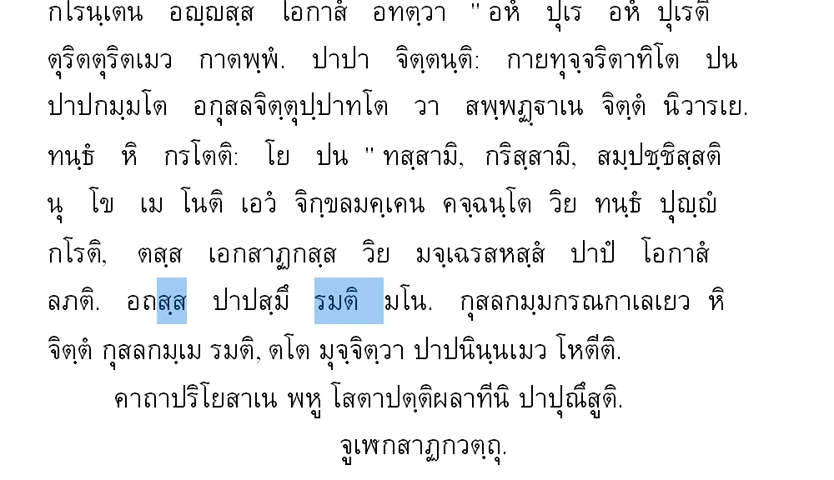 กโรนฺเตน อญฺญสฺส โอกาสํ อทตฺวา " อหํ ปุเร อหํ ปุเรติ
ตุริตตุริตเมว กาตพฺพํ. ปาปา จิตฺตนฺติ: กายทุจฺจริตาทิโต ปน
ปาปกมฺมโต อกุสลจิตฺตุปฺปาทโต วา สพฺพฏฺฐาเน จิตฺตํ นิวารเย.
ทนฺธํ หิ กรโตติ: โย ปน " ทสฺสามิ, กริสฺสามิ, สมฺปชฺชิสฺสติ
นุ โข เม โนติ เอวํ จิกฺขลมคฺเคน คจฺฉนฺโต วิย ทนฺธํ ปุญฺญํ
กโรติ, ตสฺส เอกสาฏกสฺส วิย มจฺเฉรสหสฺสํ ปาปํ โอกาสํ
ลภติ. อถสฺส ปาปสฺมึ รมติ มโน. กุสลกมฺมกรณกาเลเยว หิ
จิตฺตํ กุสลกมฺเม รมติ, ตโต มุจฺจิตฺวา ปาปนินฺนเมว โหตีติ.
คาถาปริโยสาเน พหู โสตาปตฺติผลาทีนิ ปาปุณึสูติ.
จูเฬกสาฏกวตฺถุ.